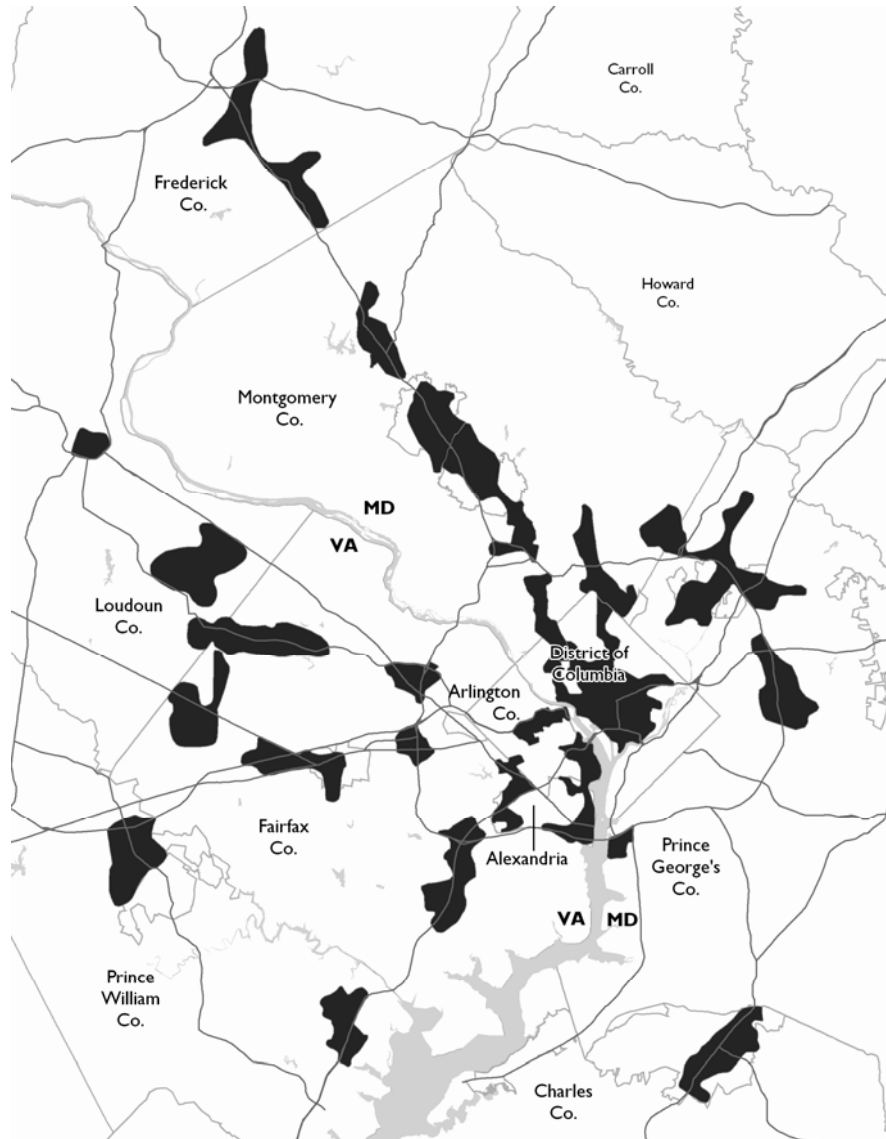 Carroll
Co.
Frederick
Co.
Howard
Co.
Montgomery
Co.
MD
VA
Loudoun
Co.
District of
Columbia
Arlington
Co.
Fairfax
Co.
Alexandria
Prince
George's
Co.
VA
MD
Prince
William
Co.
Charles
Co.